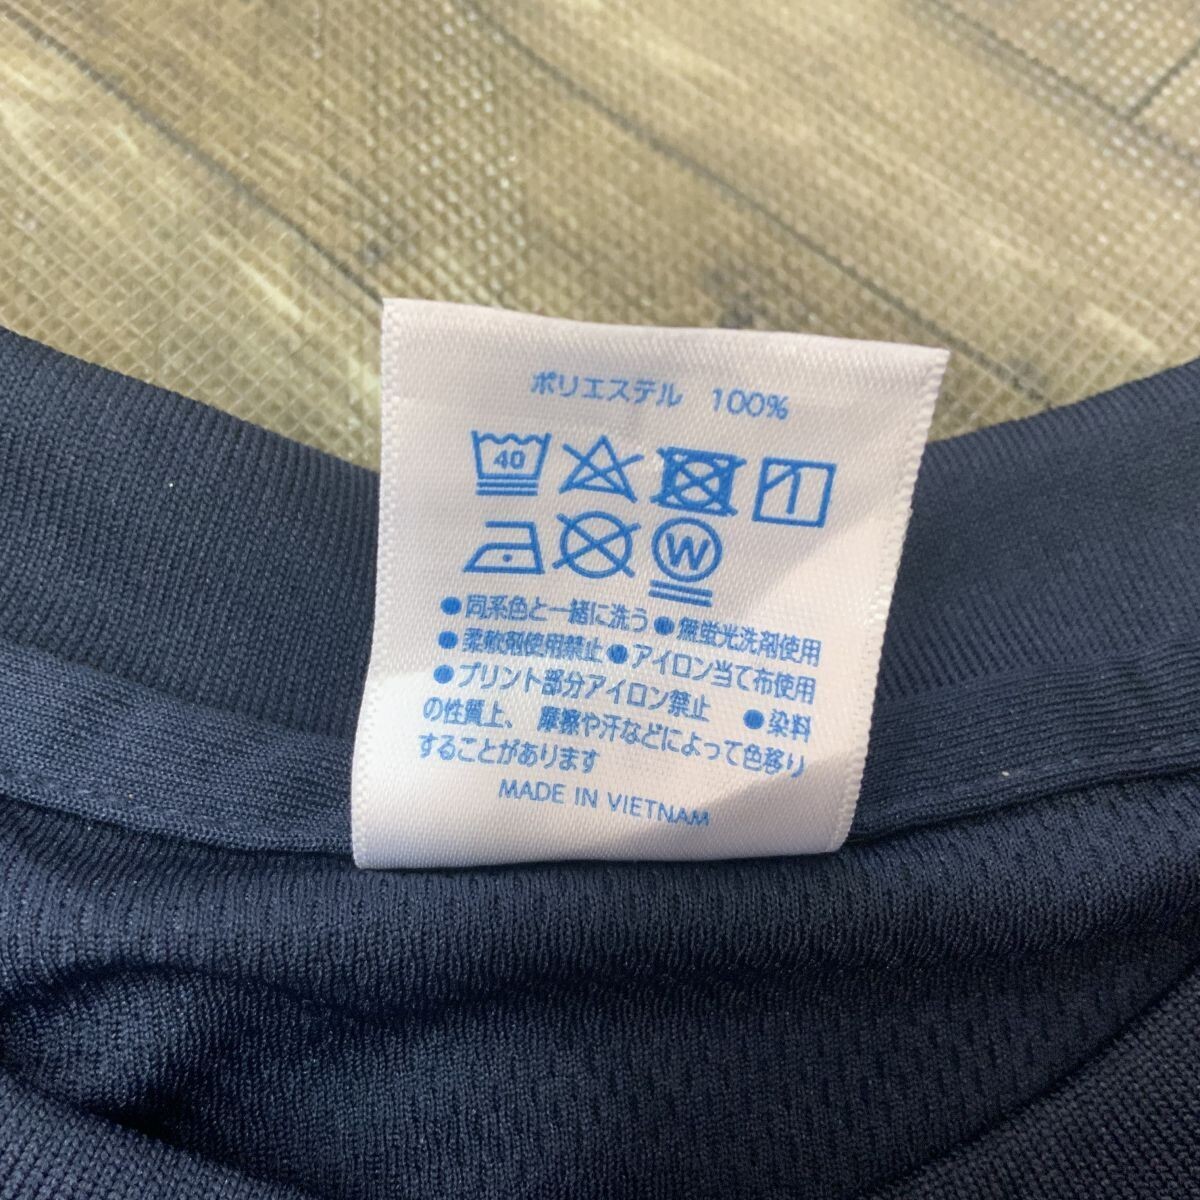 ポリエステル 100%
40
W
●同系色と一緒に洗う ●無蛍光洗剤使用
●柔軟剤使用禁止 ●アイロン当て布使用
●プリント部分アイロン禁止 ●染料
の性質上、 摩擦や汗などによって色移り
することがあります
MADE IN VIETNAM